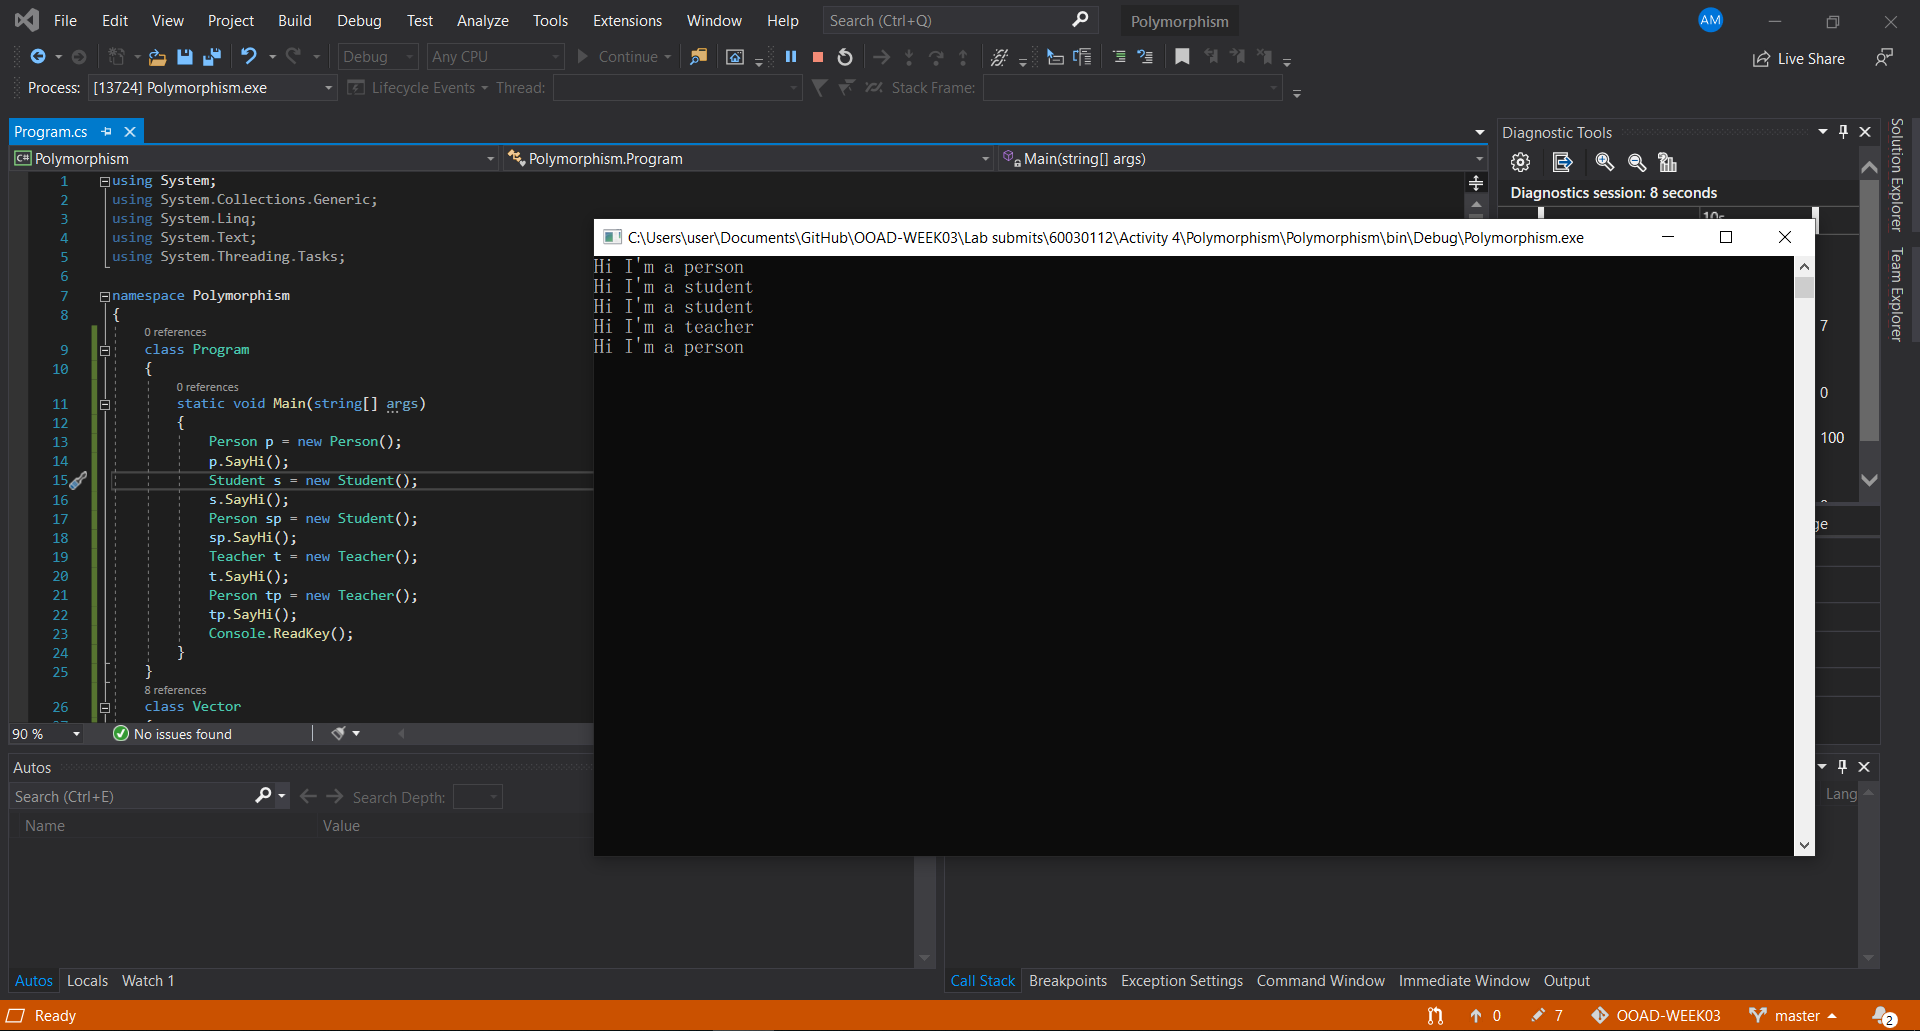 File Edit View Project Build Debug Test Analyze Tools Extensions Window Help Search (Ctrl+Q) Polymorphism AM
Debug Any CPU Continue Live Share
Process: [13724] Polymorphism.exe Lifecycle Events Thread: Stack Frame:
Program.cs
C# Polymorphism Polymorphism.Program Main(string[] args)
1 using System;
2 using System.Collections.Generic;
3 using System.Linq;
4 using System.Text;
5 using System.Threading.Tasks;
6
7 namespace Polymorphism
8 {
0 references
9 class Program
10 {
0 references
11 static void Main(string[] args)
12 {
13 Person p = new Person();
14 p.SayHi();
15 Student s = new Student();
16 s.SayHi();
17 Person sp = new Student();
18 sp.SayHi();
19 Teacher t = new Teacher();
20 t.SayHi();
21 Person tp = new Teacher();
22 tp.SayHi();
23 Console.ReadKey();
24 }
25 }
8 references
26 class Vector
90 % No issues found
C:\Users\user\Documents\GitHub\OOAD-WEEK03\Lab submits\60030112\Activity 4\Polymorphism\Polymorphism\bin\Debug\Polymorphism.exe
Hi I'm a person
Hi I'm a student
Hi I'm a student
Hi I'm a teacher
Hi I'm a person
Diagnostic Tools
Diagnostics session: 8 seconds
7
0
100
ge
Solution Explorer
Team Explorer
Autos
Search (Ctrl+E) Search Depth:
Name Value
Lang
Autos Locals Watch 1
Call Stack Breakpoints Exception Settings Command Window Immediate Window Output
Ready 0 7 OOAD-WEEK03 master 2